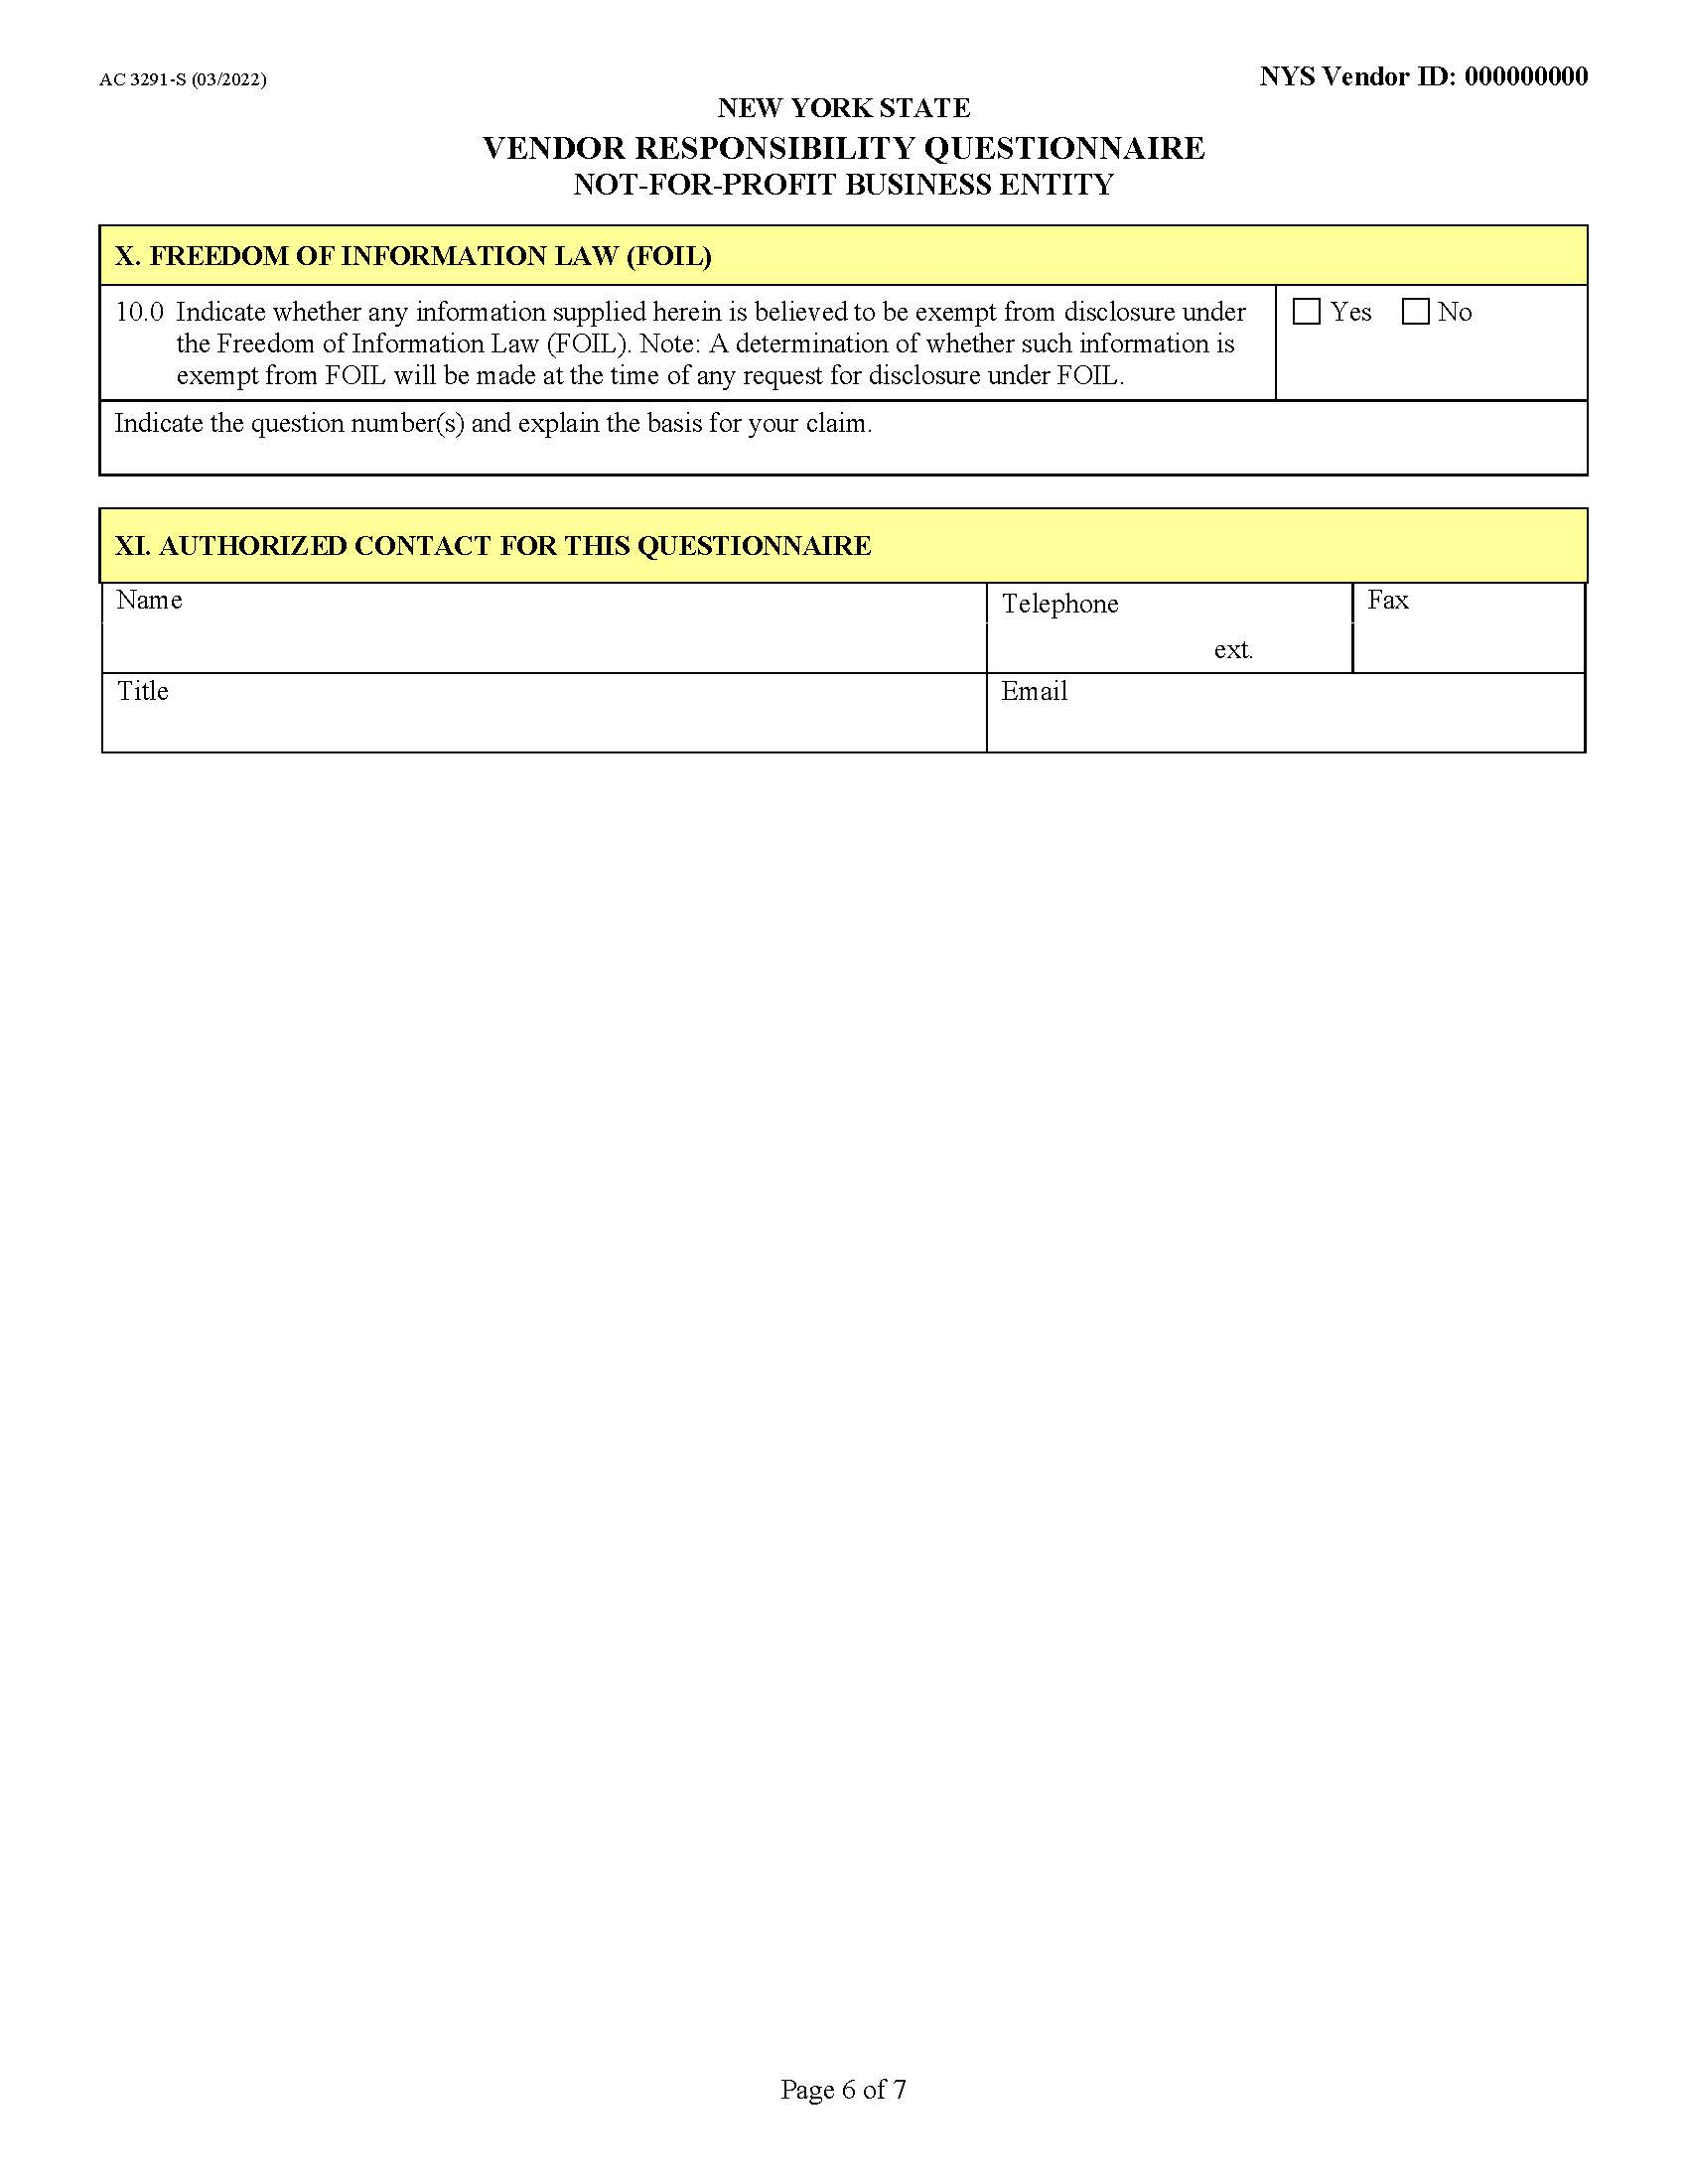 AC 3291-S (03/2022)
NYS Vendor ID: 000000000
NEW YORK STATE
VENDOR RESPONSIBILITY QUESTIONNAIRE
NOT-FOR-PROFIT BUSINESS ENTITY
X. FREEDOM OF INFORMATION LAW (FOIL)
10.0 Indicate whether any information supplied herein is believed to be exempt from disclosure under
the Freedom of Information Law (FOIL). Note: A determination of whether such information is
exempt from FOIL will be made at the time of any request for disclosure under FOIL.
Yes No
Indicate the question number(s) and explain the basis for your claim.
XI. AUTHORIZED CONTACT FOR THIS QUESTIONNAIRE
Name
Telephone
ext.
Fax
Title
Email
Page 6 of 7